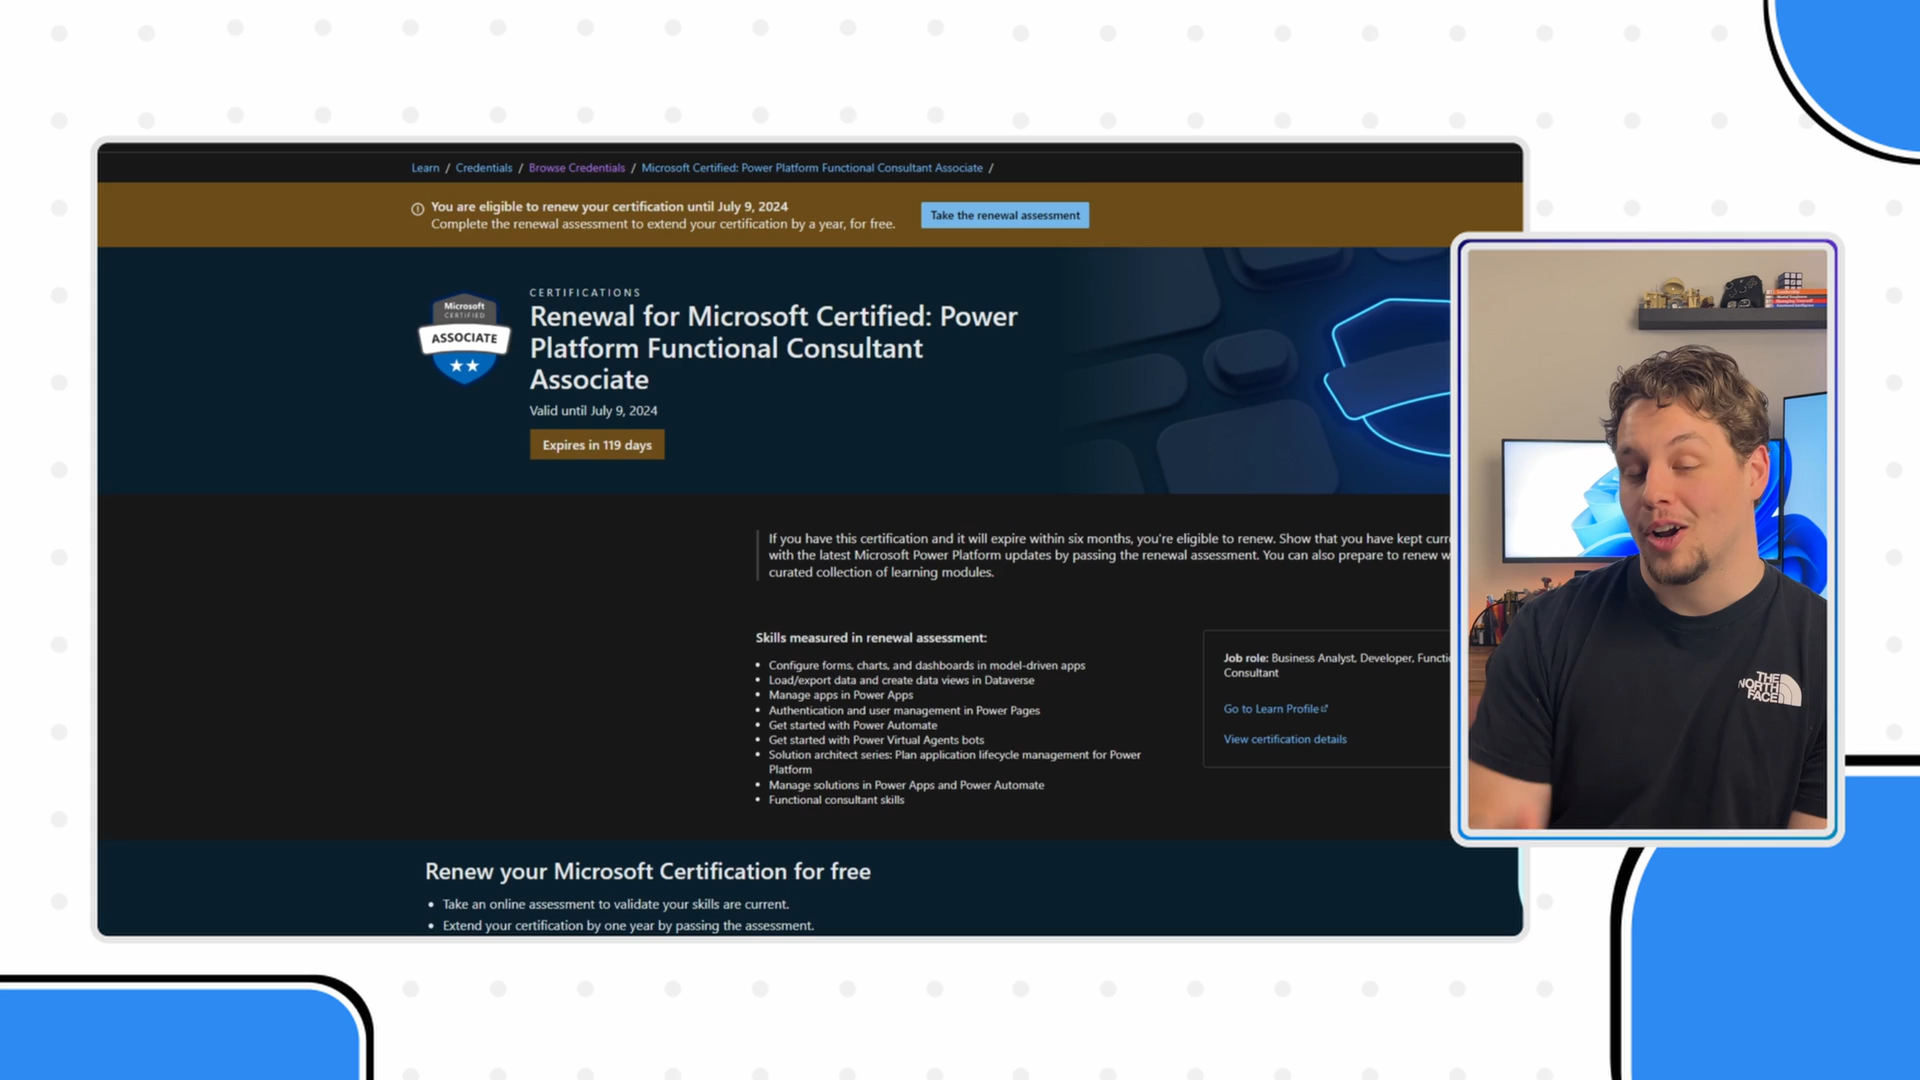 Learn / Credentials / Browse Credentials / Microsoft Certified: Power Platform Functional Consultant Associate /
You are eligible to renew your certification until July 9, 2024
Complete the renewal assessment to extend your certification by a year, for free.
Take the renewal assessment
Microsoft
CERTIFIED
ASSOCIATE
CERTIFICATIONS
Renewal for Microsoft Certified: Power
Platform Functional Consultant
Associate
Valid until July 9, 2024
Expires in 119 days
If you have this certification and it will expire within six months, you're eligible to renew. Show that you have kept curr
with the latest Microsoft Power Platform updates by passing the renewal assessment. You can also prepare to renew w
curated collection of learning modules.
Skills measured in renewal assessment:
• Configure forms, charts, and dashboards in model-driven apps
• Load/export data and create data views in Dataverse
• Manage apps in Power Apps
• Authentication and user management in Power Pages
• Get started with Power Automate
• Get started with Power Virtual Agents bots
• Solution architect series: Plan application lifecycle management for Power
Platform
• Manage solutions in Power Apps and Power Automate
• Functional consultant skills
Job role: Business Analyst, Developer, Functi
Consultant
Go to Learn Profile
View certification details
Renew your Microsoft Certification for free
• Take an online assessment to validate your skills are current.
• Extend your certification by one year by passing the assessment.
THE
NORTH
FACE